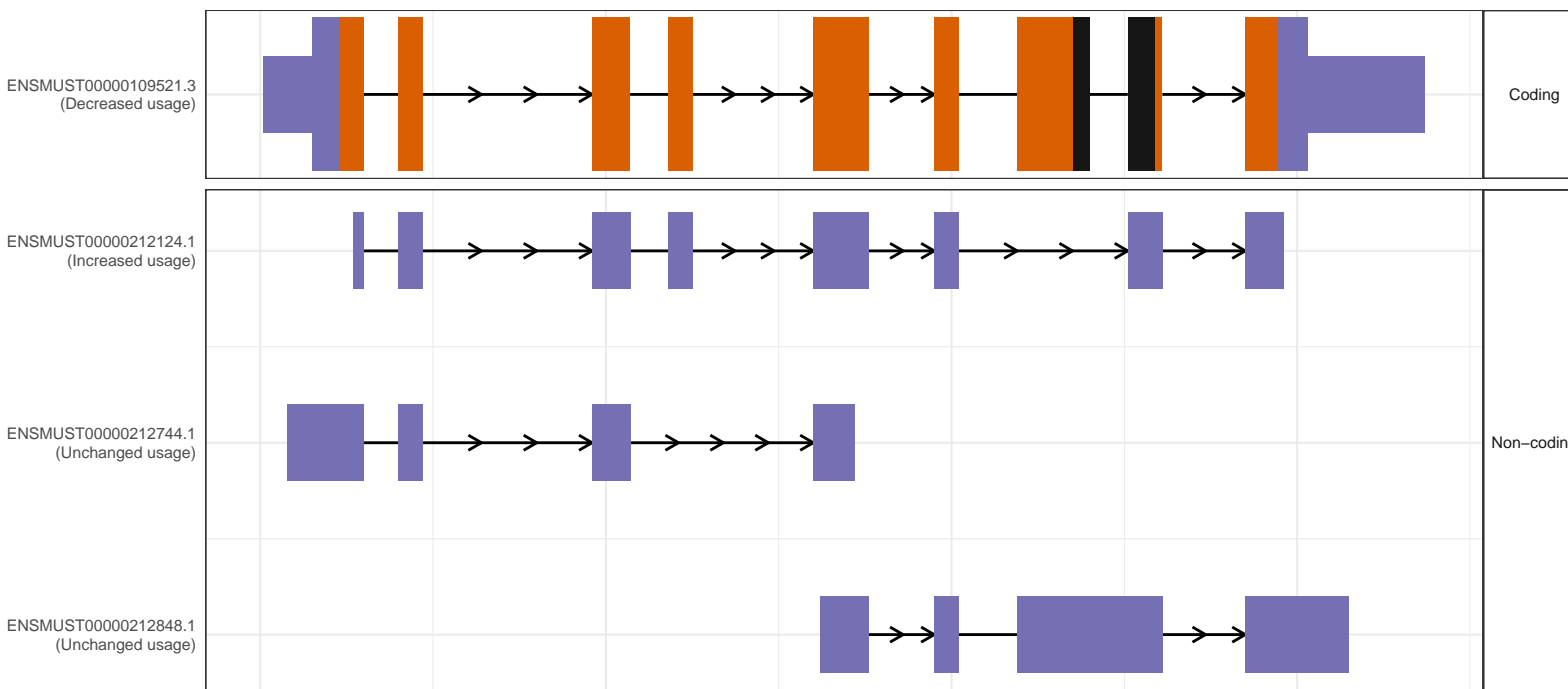 ENSMUST00000109521.3
(Decreased usage)
Coding
ENSMUST00000212124.1
(Increased usage)
ENSMUST00000212744.1
(Unchanged usage)
Non−codin
ENSMUST00000212848.1
(Unchanged usage)